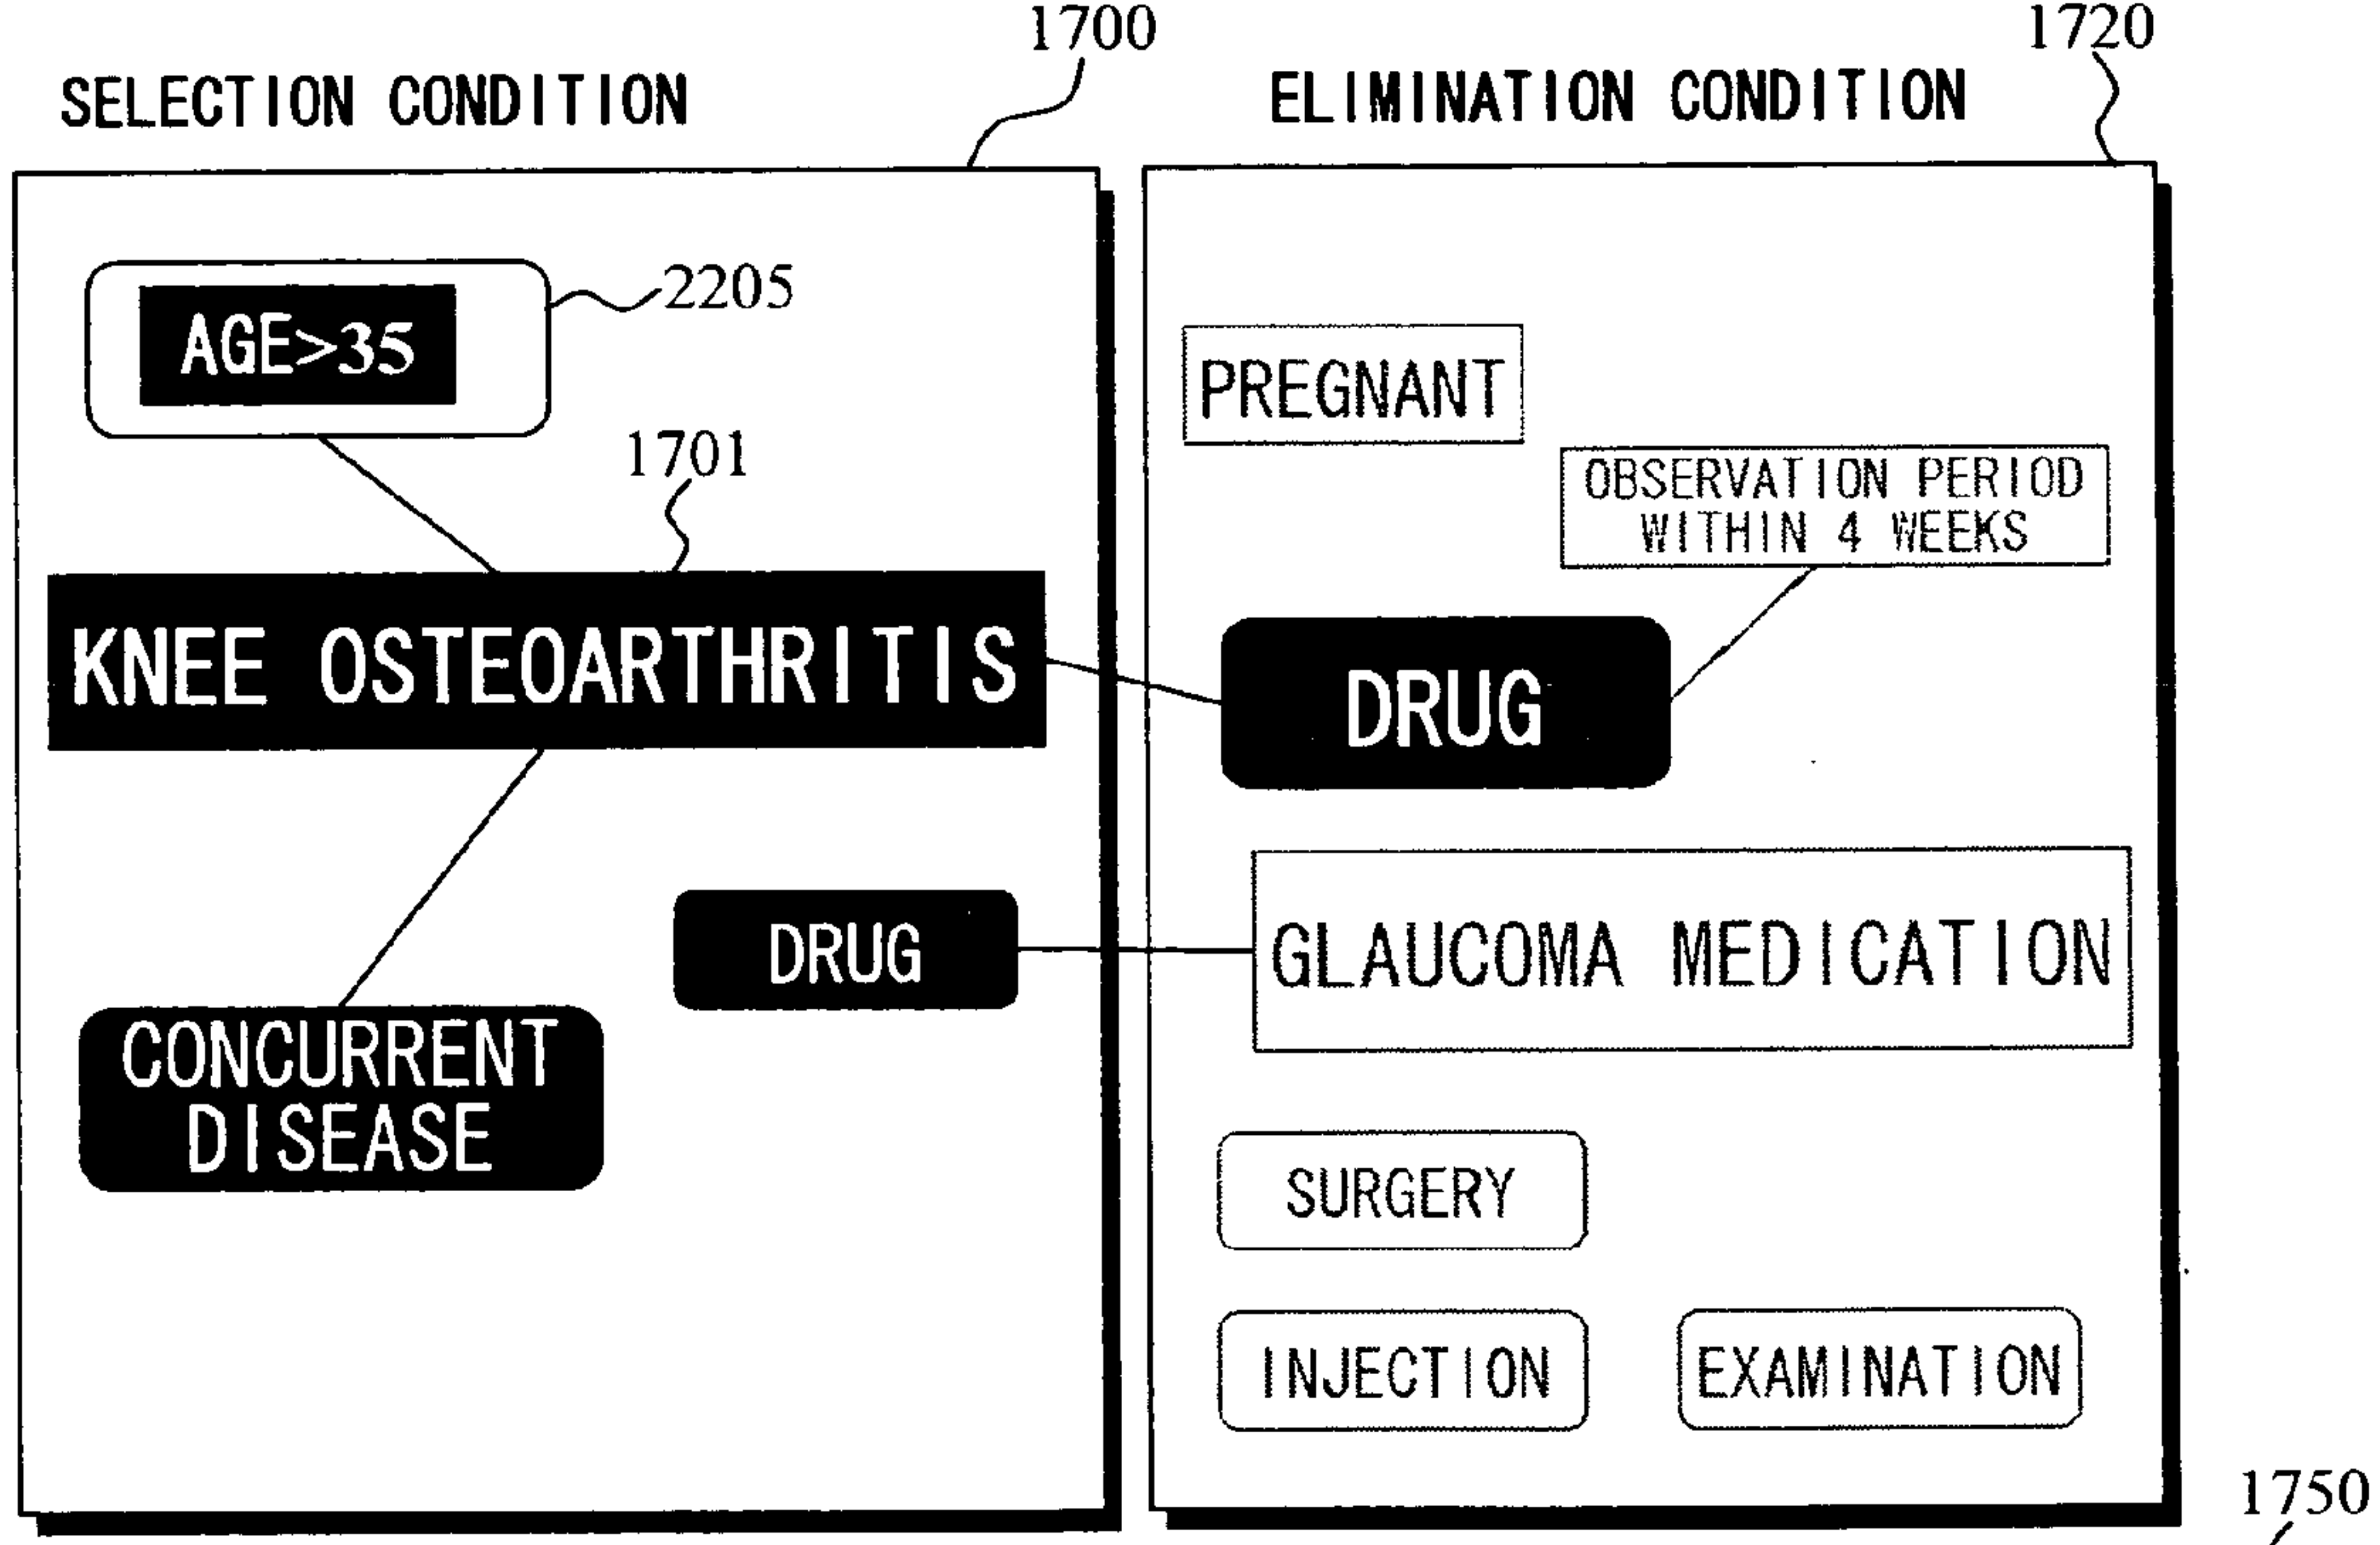 1700
1720
SELECTION CONDITION
ELIMINATION CONDITION
AGE>35
2205
1701
KNEE OSTEOARTHRITIS
DRUG
CONCURRENT
DISEASE
PREGNANT
OBSERVATION PERIOD
WITHIN 4 WEEKS
DRUG
GLAUCOMA MEDICATION
SURGERY
INJECTION
EXAMINATION
1750